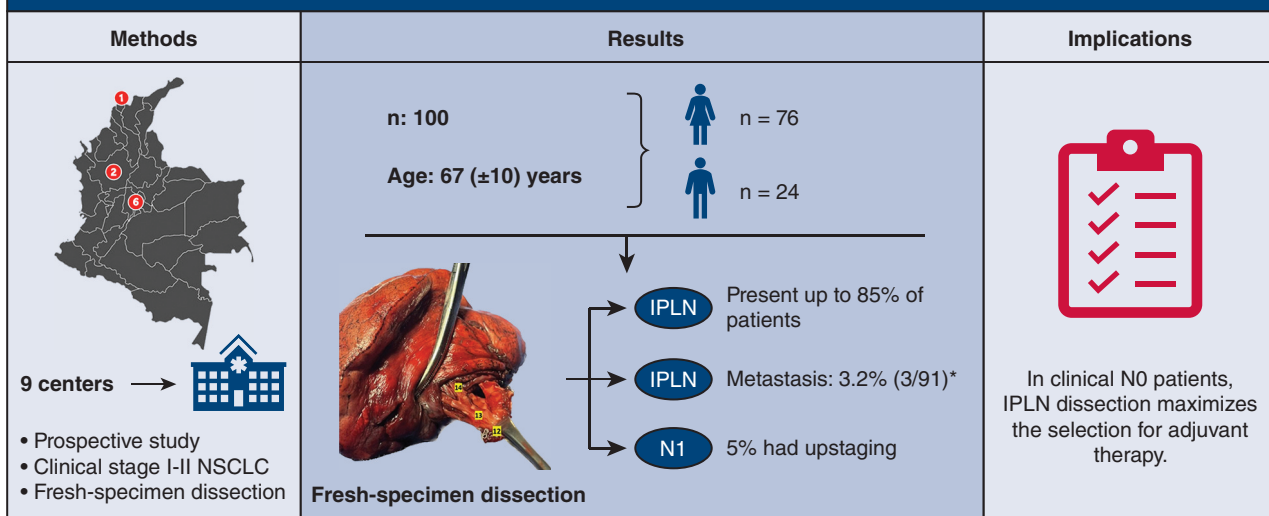 Methods
1
2
6
9 centers
• Prospective study
• Clinical stage I-II NSCLC
• Fresh-specimen dissection
Results
n: 100
Age: 67 (±10) years
n = 76
n = 24
14
13
12
Fresh-specimen dissection
IPLN
Present up to 85% of
patients
IPLN
Metastasis: 3.2% (3/91)*
N1
5% had upstaging
Implications
In clinical N0 patients,
IPLN dissection maximizes
the selection for adjuvant
therapy.